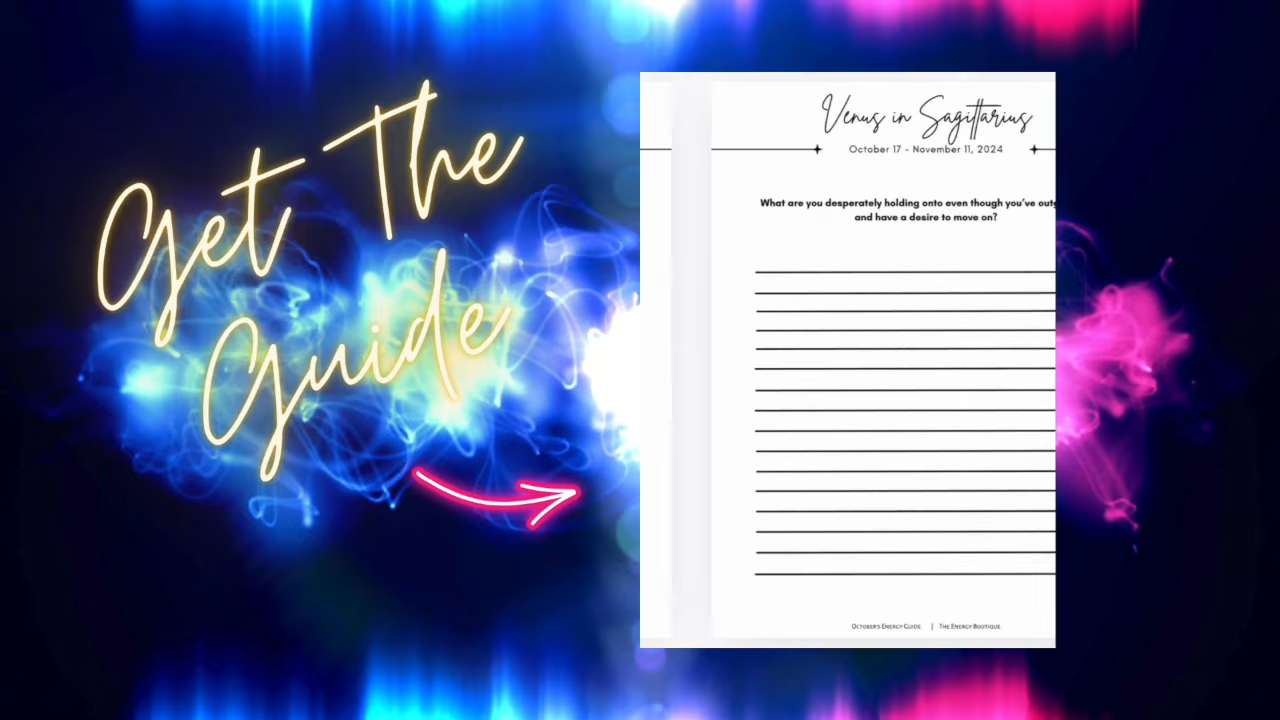 Get The
Guide
Venus in Sagittarius
October 17 - November 11, 2024
What are you desperately holding onto even though you've
and have a desire to move on?
October's Energy Guide | The Energy Boutique